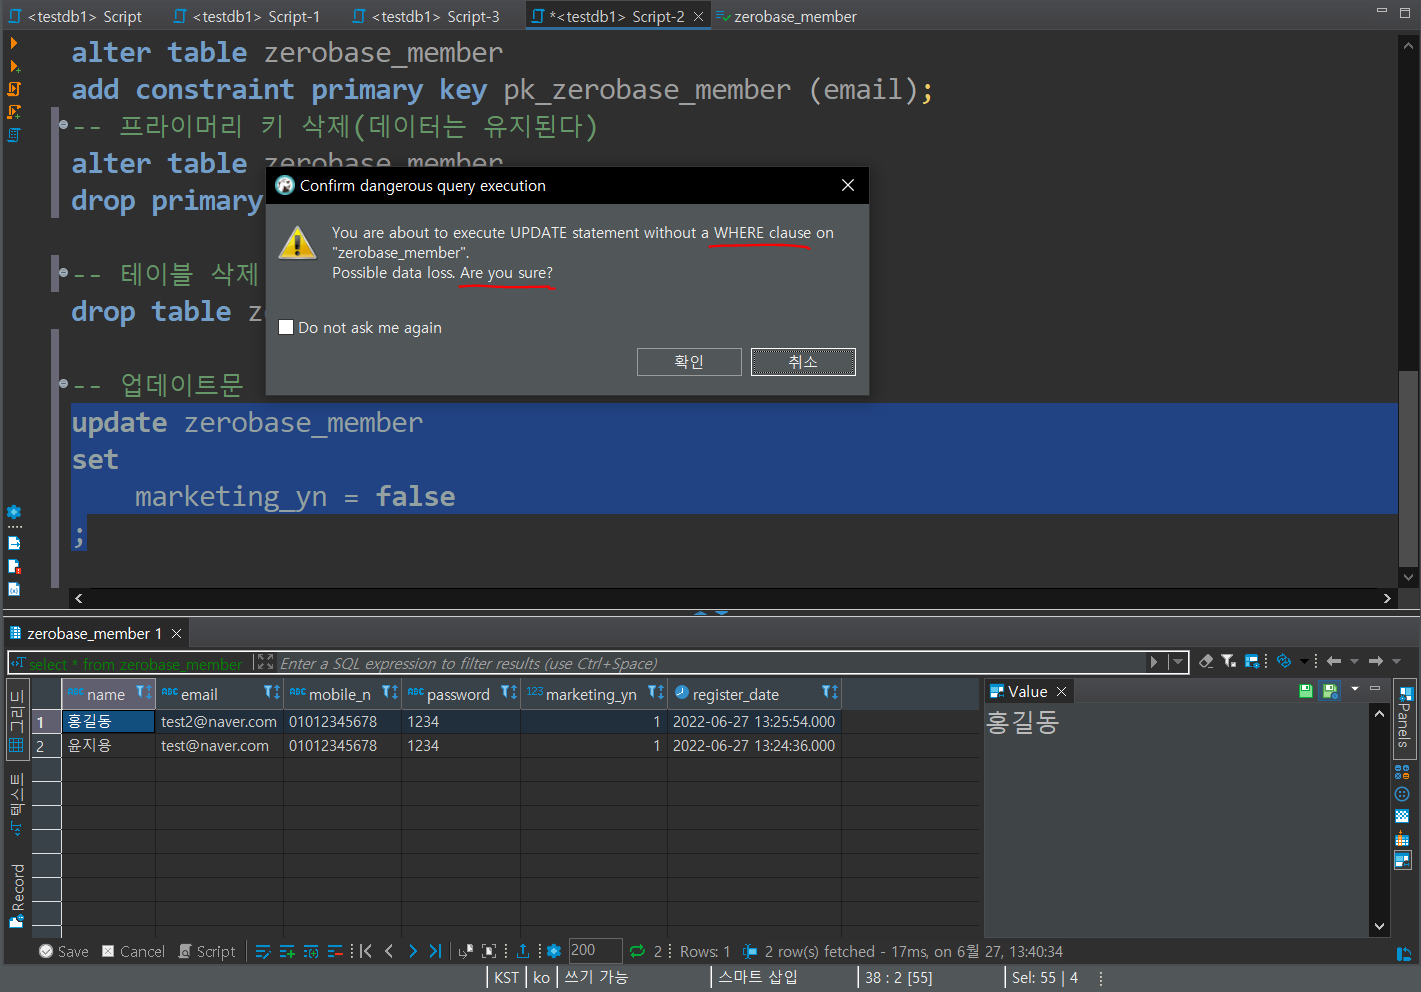 <testdb1> Script
<testdb1> Script-1
<testdb1> Script-3
*<testdb1> Script-2
zerobase_member
alter table zerobase_member
add constraint primary key pk_zerobase_member (email);
-- 프라이머리 키 삭제(데이터는 유지된다)
alter table zerobase_member
drop primary
-- 테이블 삭제
drop table
-- 업데이트문
update zerobase_member
set
marketing_yn = false
;
Confirm dangerous query execution
You are about to execute UPDATE statement without a WHERE clause on
"zerobase_member".
Possible data loss. Are you sure?
Do not ask me again
확인
취소
zerobase_member 1
select * from zerobase_member
Enter a SQL expression to filter results (use Ctrl+Space)
그리드
텍스트
Record
ABC name
ABC email
ABC mobile_n
ABC password
123 marketing_yn
register_date
1 홍길동 test2@naver.com 01012345678 1234 1 2022-06-27 13:25:54.000
2 윤지용 test@naver.com 01012345678 1234 1 2022-06-27 13:24:36.000
Value
홍길동
Panels
Save
Cancel
Script
200
2
Rows: 1
2 row(s) fetched - 17ms, on 6월 27, 13:40:34
KST
ko
쓰기 가능
스마트 삽입
38 : 2 [55]
Sel: 55 | 4